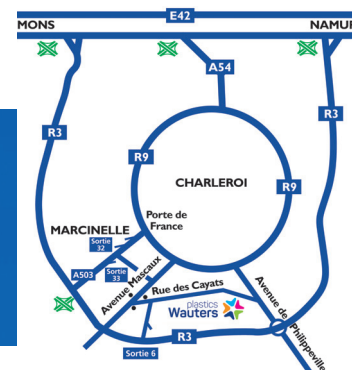 E42
MONS
NAMUR
A54
R3
R3
R9
CHARLEROI
R9
Porte de
France
MARCINELLE
Sortie
32
A503
Sortie
33
Avenue Mascaux
Rue des Cayats
plastics
Wauters
Avenue de Philippeville
R3
Sortie 6